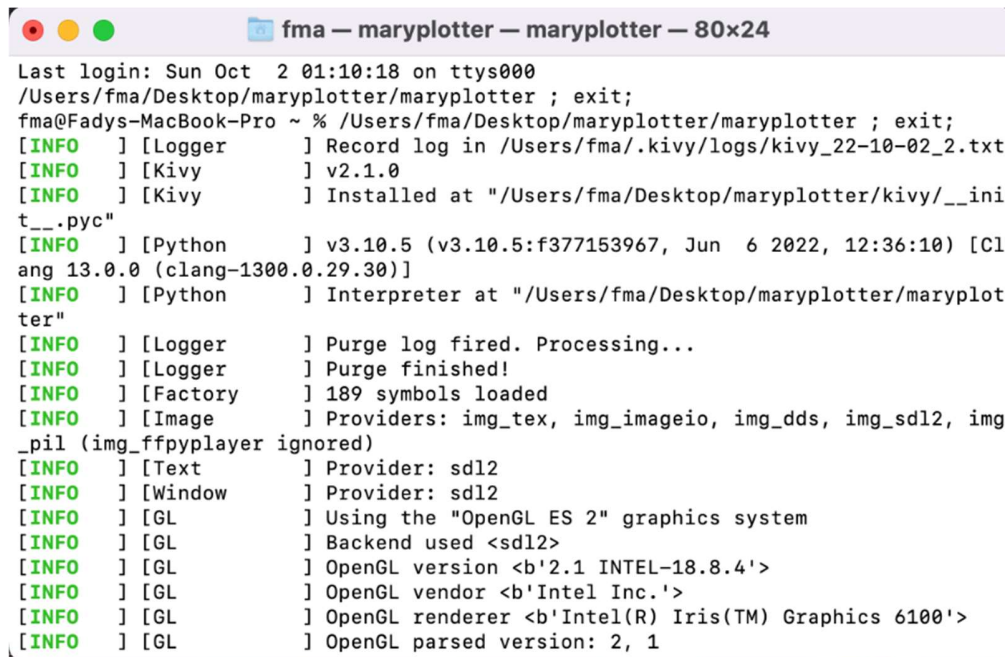 fma — maryplotter — maryplotter — 80×24
Last login: Sun Oct  2 01:10:18 on ttys000
/Users/fma/Desktop/maryplotter/maryplotter ; exit;
fma@Fadys-MacBook-Pro ~ % /Users/fma/Desktop/maryplotter/maryplotter ; exit;
[INFO   ] [Logger      ] Record log in /Users/fma/.kivy/logs/kivy_22-10-02_2.txt
[INFO   ] [Kivy        ] v2.1.0
[INFO   ] [Kivy        ] Installed at "/Users/fma/Desktop/maryplotter/kivy/__ini
t__.pyc"
[INFO   ] [Python      ] v3.10.5 (v3.10.5:f377153967, Jun  6 2022, 12:36:10) [Cl
ang 13.0.0 (clang-1300.0.29.30)]
[INFO   ] [Python      ] Interpreter at "/Users/fma/Desktop/maryplotter/maryplot
ter"
[INFO   ] [Logger      ] Purge log fired. Processing...
[INFO   ] [Logger      ] Purge finished!
[INFO   ] [Factory     ] 189 symbols loaded
[INFO   ] [Image       ] Providers: img_tex, img_imageio, img_dds, img_sdl2, img
_pil (img_ffpyplayer ignored)
[INFO   ] [Text        ] Provider: sdl2
[INFO   ] [Window      ] Provider: sdl2
[INFO   ] [GL          ] Using the "OpenGL ES 2" graphics system
[INFO   ] [GL          ] Backend used <sdl2>
[INFO   ] [GL          ] OpenGL version <b'2.1 INTEL-18.8.4'>
[INFO   ] [GL          ] OpenGL vendor <b'Intel Inc.'>
[INFO   ] [GL          ] OpenGL renderer <b'Intel(R) Iris(TM) Graphics 6100'>
[INFO   ] [GL          ] OpenGL parsed version: 2, 1